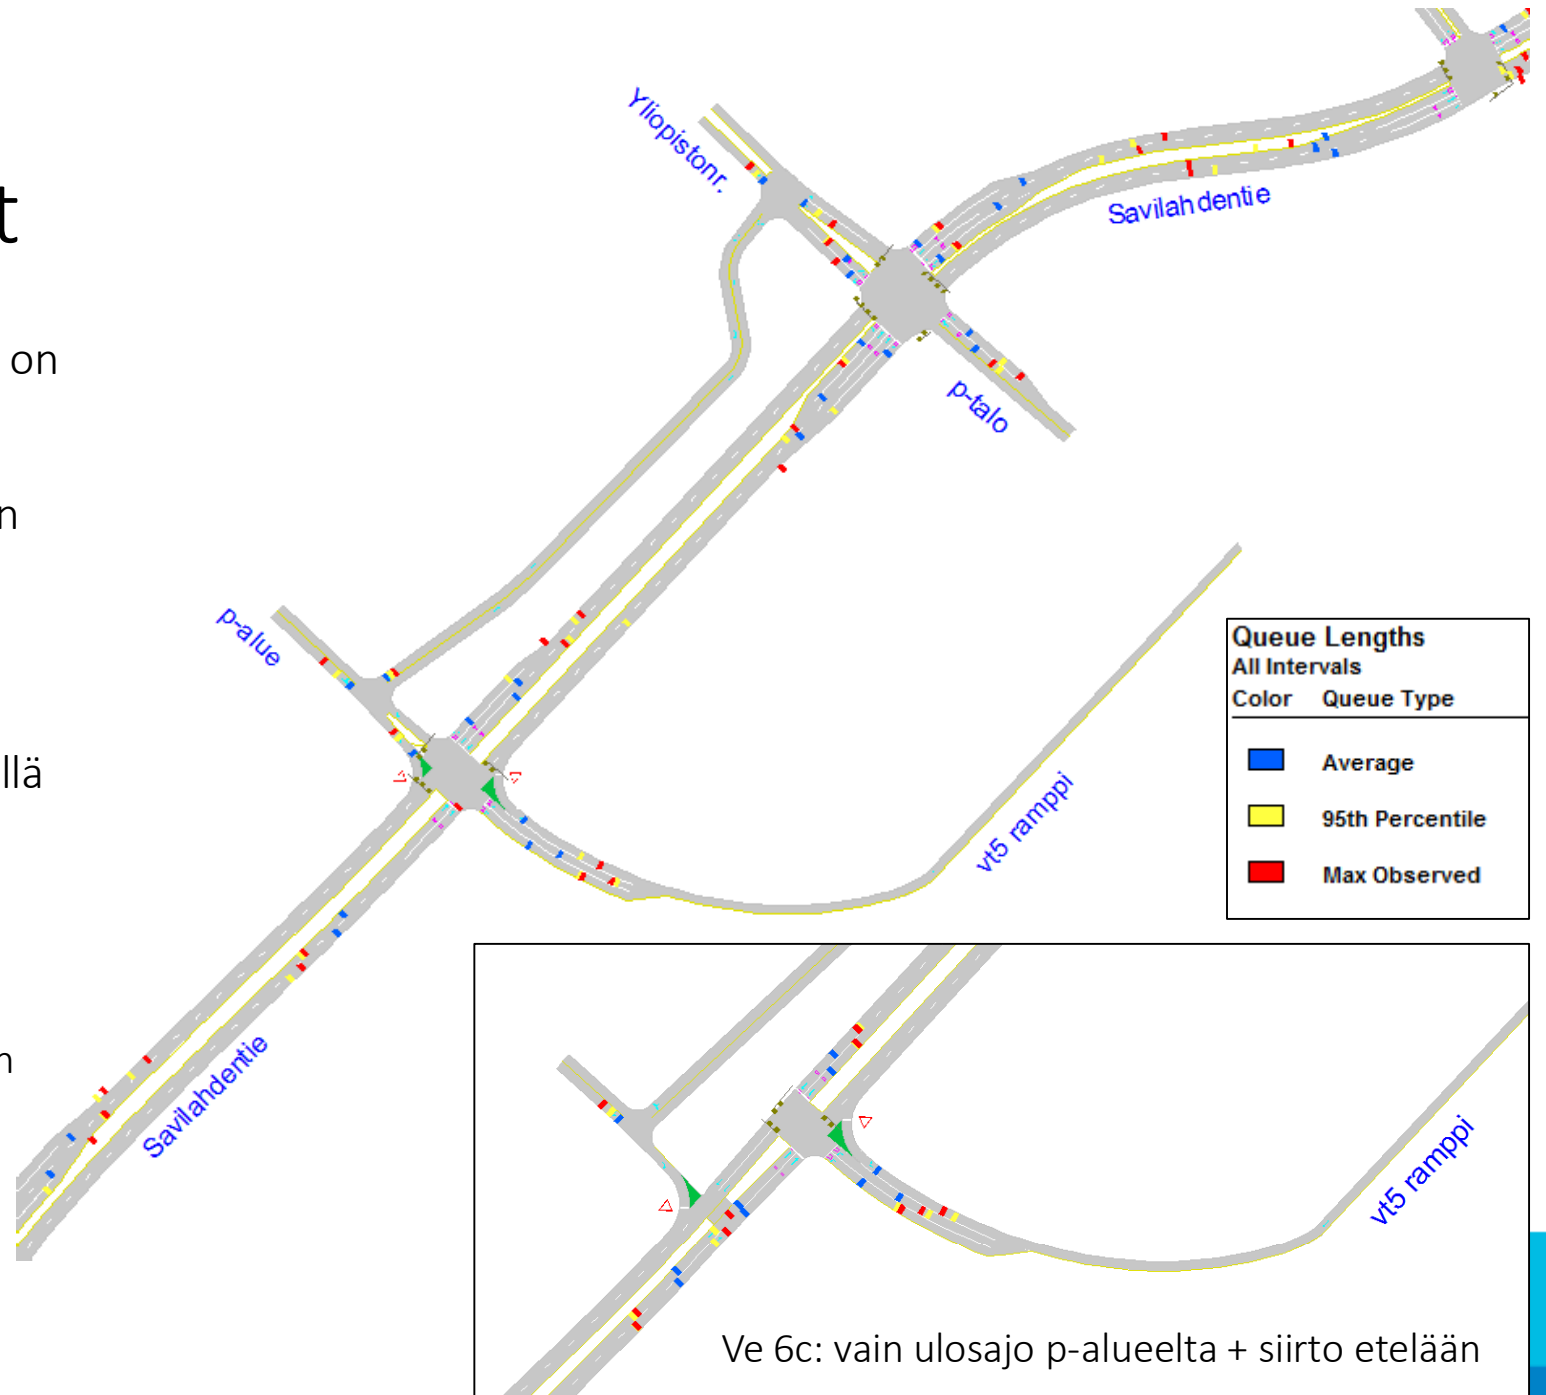 t
on
n
llä
n
Yliopistonr.
Savilahdentie
p-talo
p-alue
vt5 ramppi
Savilahdentie
Queue Lengths
All Intervals
Color Queue Type
Average
95th Percentile
Max Observed
vt5 ramppi
Ve 6c: vain ulosajo p-alueelta + siirto etelään